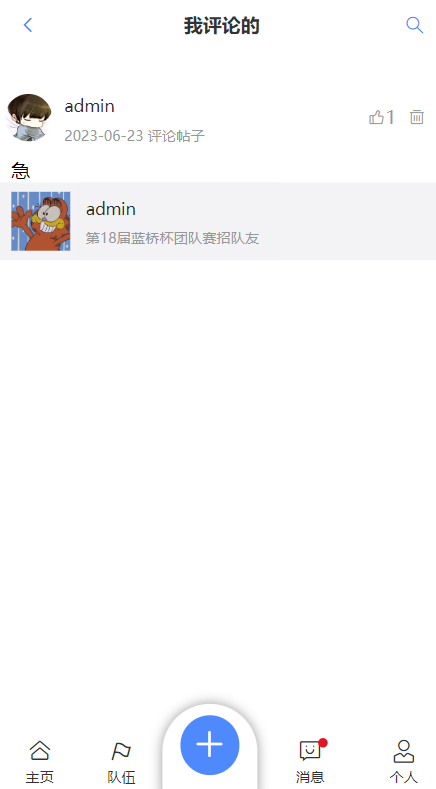 我评论的
admin
1
2023-06-23 评论帖子
急
admin
第18届蓝桥杯团队赛招队友
主页
队伍
消息
个人